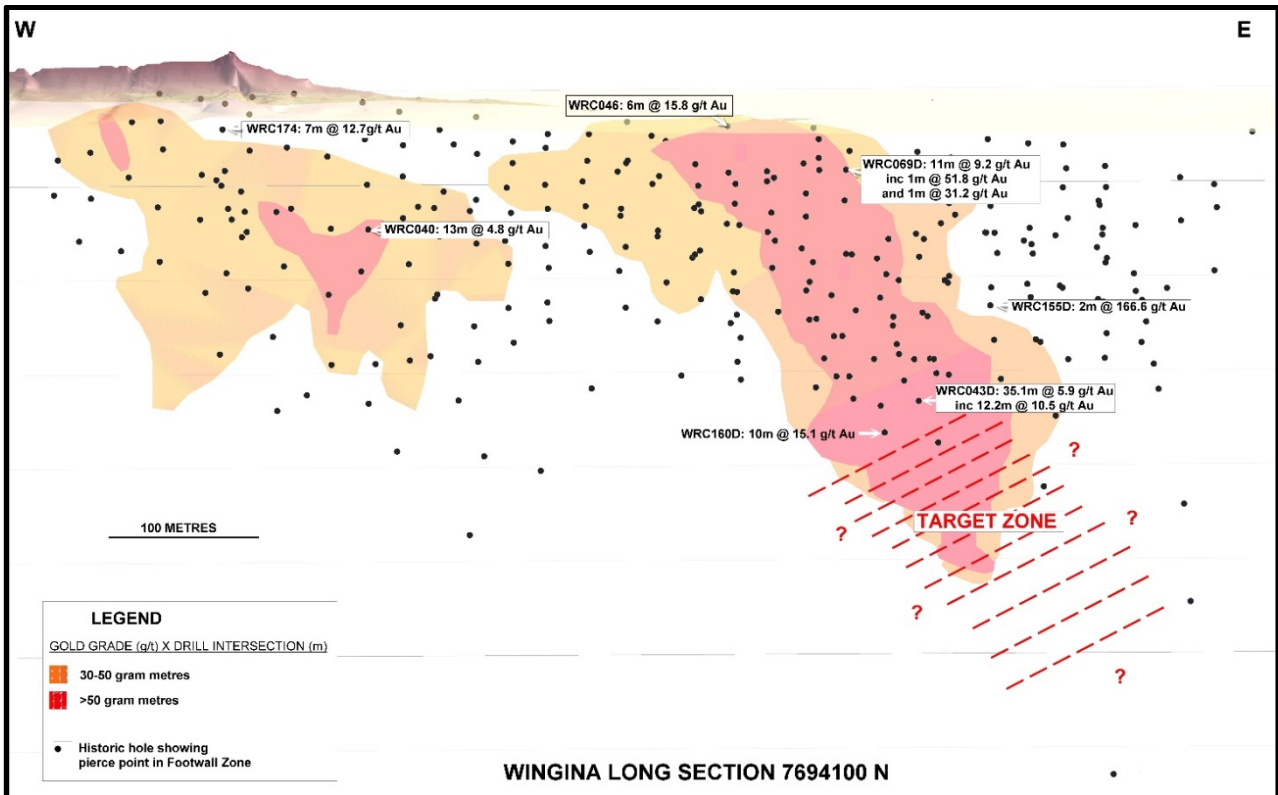 W
E
WRC046: 6m @ 15.8 g/t Au
WRC174: 7m @ 12.7g/t Au
WRC069D: 11m @ 9.2 g/t Au
inc 1m @ 51.8 g/t Au
and 1m @ 31.2 g/t Au
WRC040: 13m @ 4.8 g/t Au
WRC155D: 2m @ 166.6 g/t Au
WRC043D: 35.1m @ 5.9 g/t Au
inc 12.2m @ 10.5 g/t Au
WRC160D: 10m @ 15.1 g/t Au
?
100 METRES
TARGET ZONE
?
?
?
?
LEGEND
GOLD GRADE (g/t) X DRILL INTERSECTION (m)
30-50 gram metres
>50 gram metres
Historic hole showing
pierce point in Footwall Zone
WINGINA LONG SECTION 7694100 N